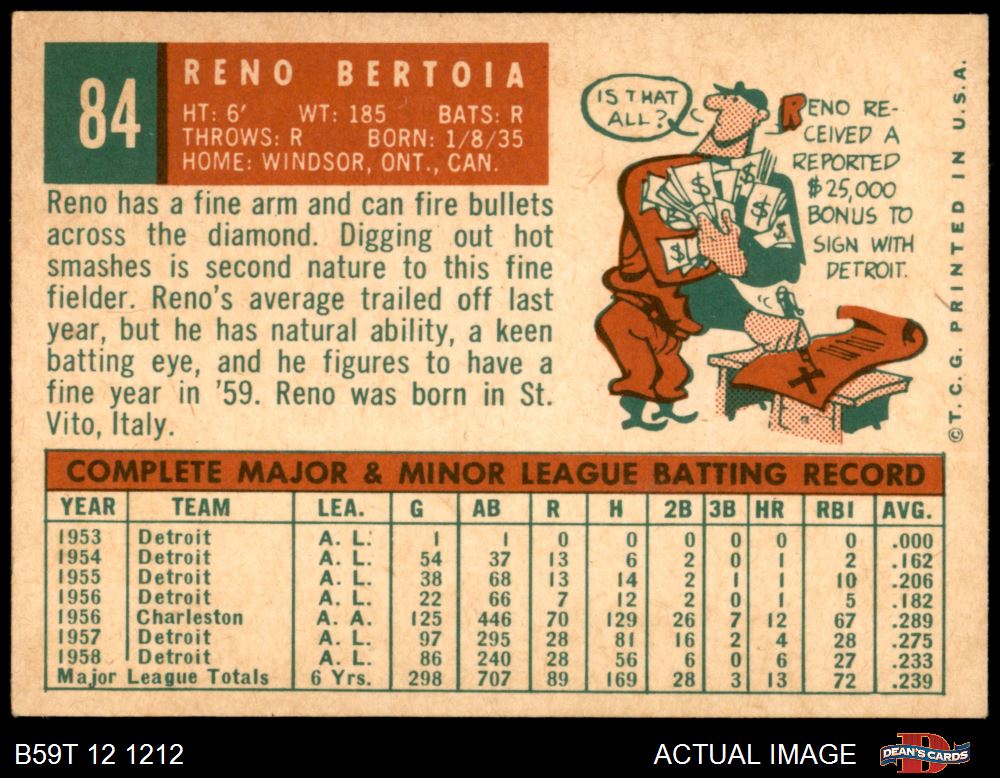 84
RENO BERTOIA
HT: 6' WT: 185 BATS: R
THROWS: R BORN: 1/8/35
HOME: WINDSOR, ONT., CAN.
Reno has a fine arm and can fire bullets
across the diamond. Digging out hot
smashes is second nature to this fine
fielder. Reno's average trailed off last
year, but he has natural ability, a keen
batting eye, and he figures to have a
fine year in '59. Reno was born in St.
Vito, Italy.
IS THAT
ALL?
RENO RE-
CEIVED A
REPORTED
$25,000
BONUS TO
SIGN WITH
DETROIT.
©T.C.G. PRINTED IN U.S.A.
COMPLETE MAJOR & MINOR LEAGUE BATTING RECORD
YEAR TEAM LEA. G AB R H 2B 3B HR RBI AVG.
1953 Detroit A. L. 1 1 0 0 0 0 0 0 .000
1954 Detroit A. L. 54 37 13 6 2 0 1 2 .162
1955 Detroit A. L. 38 68 13 14 2 1 1 10 .206
1956 Detroit A. L. 22 66 7 12 2 0 1 5 .182
1956 Charleston A. A. 125 446 70 129 26 7 12 67 .289
1957 Detroit A. L. 97 295 28 81 16 2 4 28 .275
1958 Detroit A. L. 86 240 28 56 6 0 6 27 .233
Major League Totals 6 Yrs. 298 707 89 169 28 3 13 72 .239
B59T 12 1212
ACTUAL IMAGE
DEAN'S CARDS